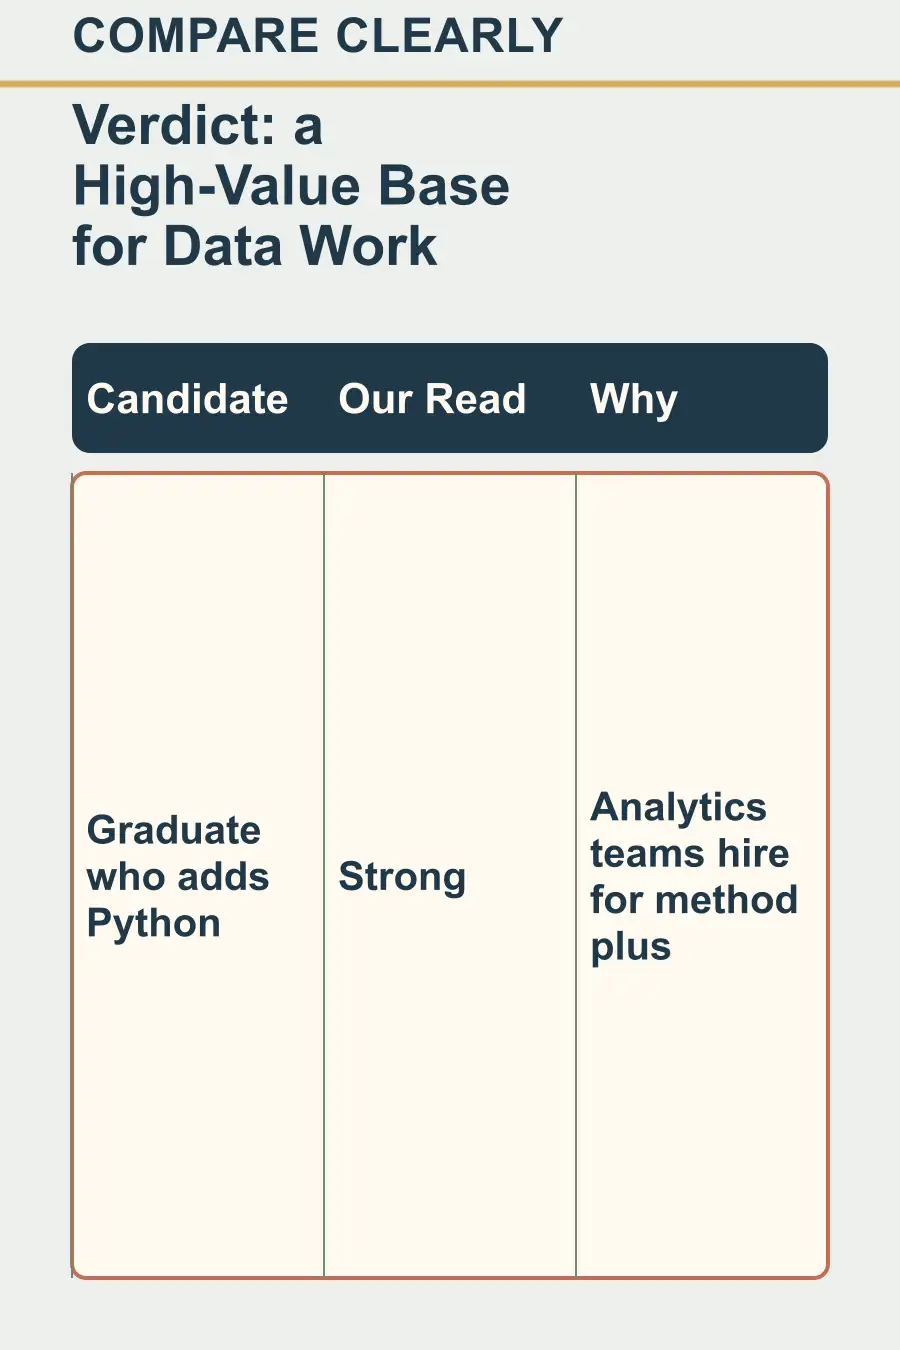 COMPARE CLEARLY
Verdict: a
High-Value Base
for Data Work
Candidate Our Read Why
Graduate
who adds
Python
Strong
Analytics
teams hire
for method
plus